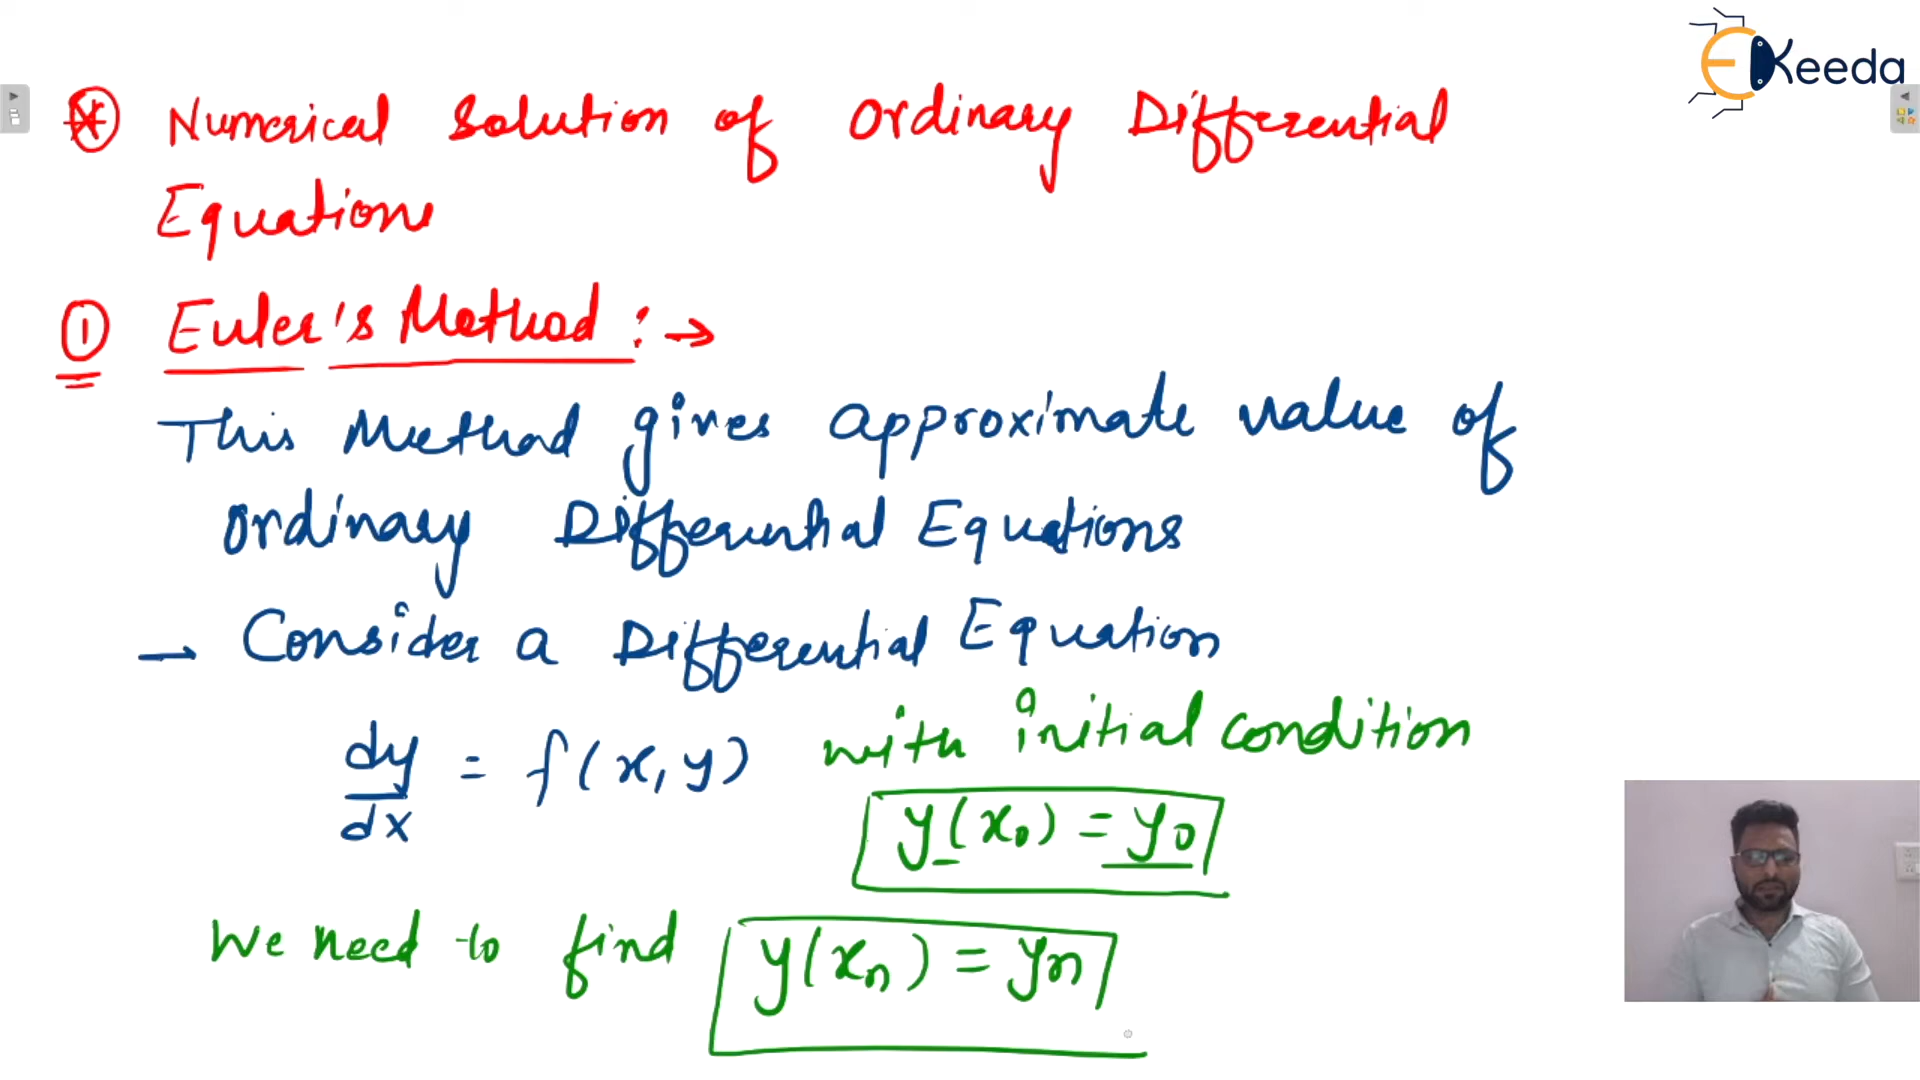 EKeeda
* Numerical Solution of Ordinary Differential
Equations
① Euler's Method :→
This Method gives approximate value of
Ordinary Differential Equations
→ Consider a Differential Equation
dy/dx = f(x, y) with initial condition
y(x₀) = y₀
We need to find y(xₙ) = yₙ